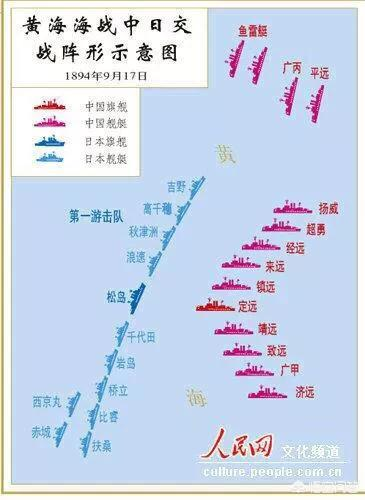 黄海海战中日交
战阵形示意图
1894年9月17日
中国旗舰
中国舰艇
日本旗舰
日本舰艇
鱼雷艇
广丙
平远
黄
吉野
第一游击队
高千穗
秋津洲
浪速
松岛
千代田
岩岛
桥立
西京丸
比睿
赤城
扶桑
扬威
超勇
经远
来远
镇远
定远
靖远
致远
广甲
济远
海
人民网 文化频道
culture.people.com.cn